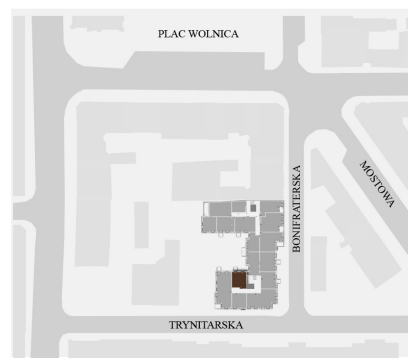 PLAC WOLNICA
BONIFRATERSKA
MOSTOWA
TRYNITARSKA